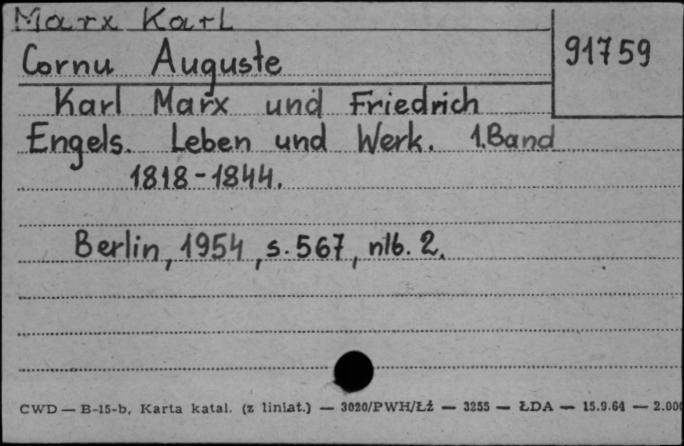 Marx Karl
Cornu Auguste
91759
Karl Marx und Friedrich
Engels. Leben und Werk. 1.Band
1818-1844.
Berlin, 1954, s. 567, nlb. 2.
CWD — B-15-b, Karta katal. (z liniat.) — 3020/PWH/Łż — 3255 — ŁDA — 15.9.64 — 2.000